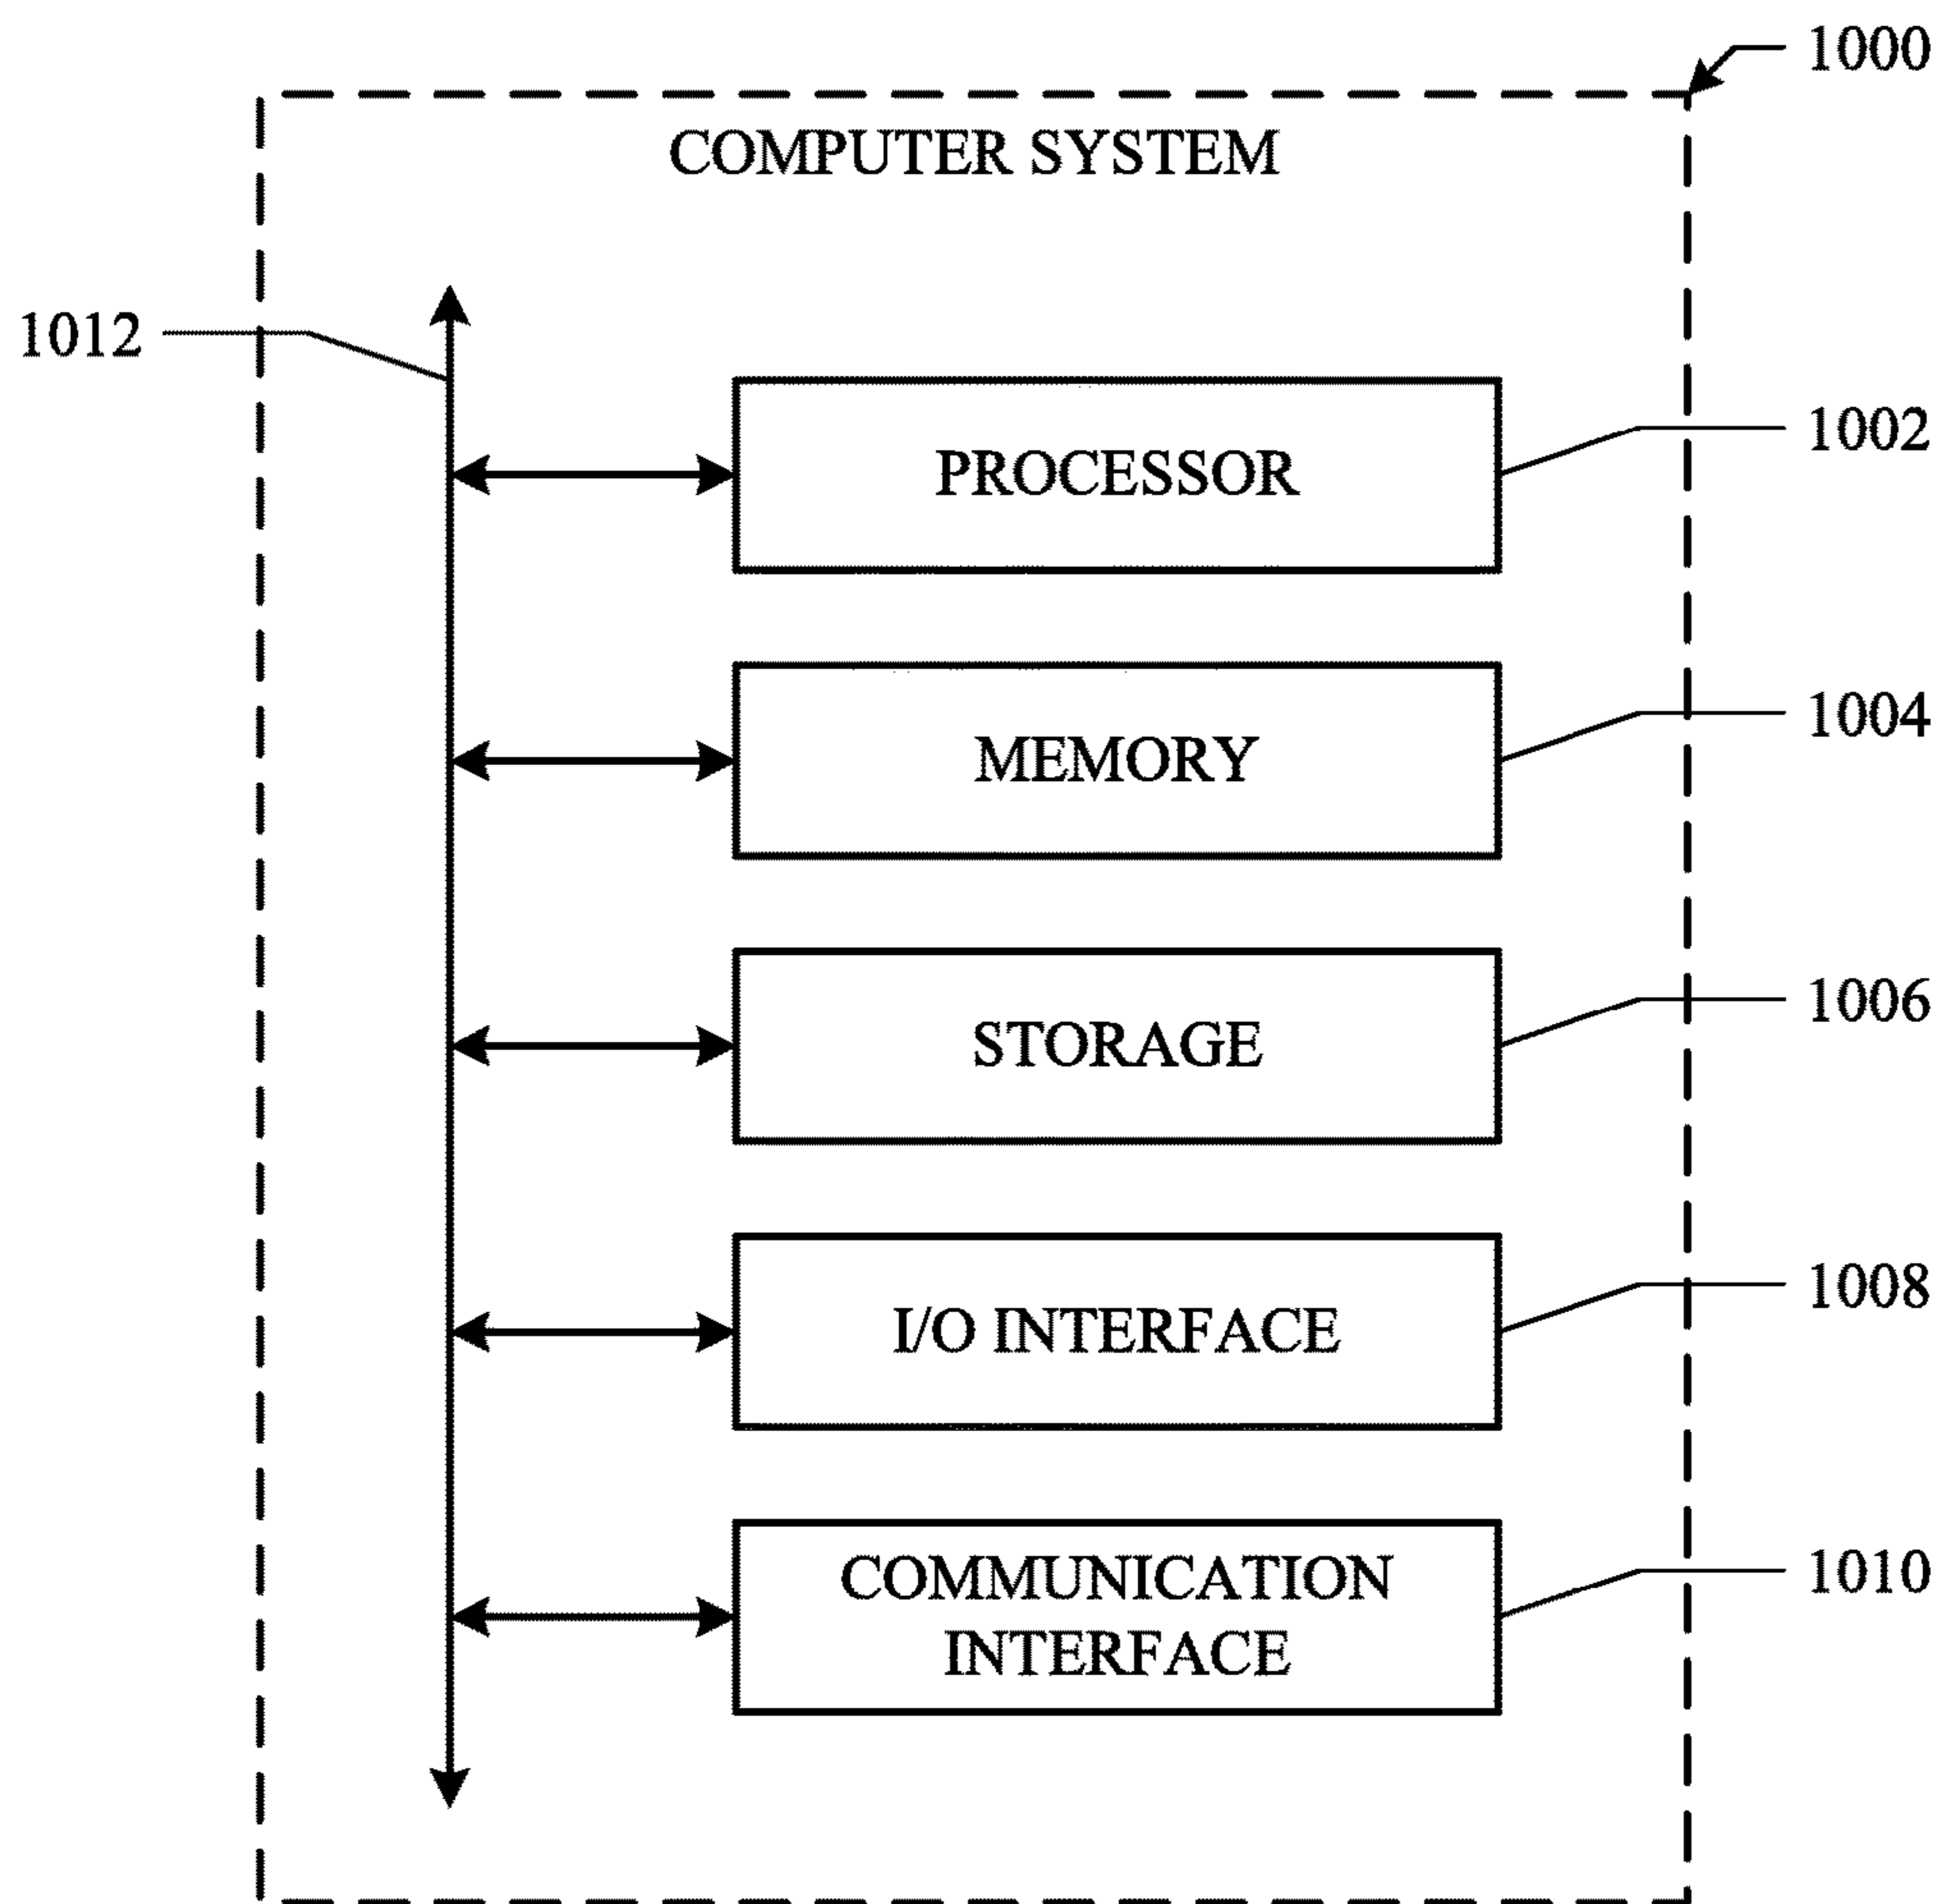 1000
COMPUTER SYSTEM
1012
1002
PROCESSOR
1004
MEMORY
1006
STORAGE
1008
I/O INTERFACE
1010
COMMUNICATION
INTERFACE